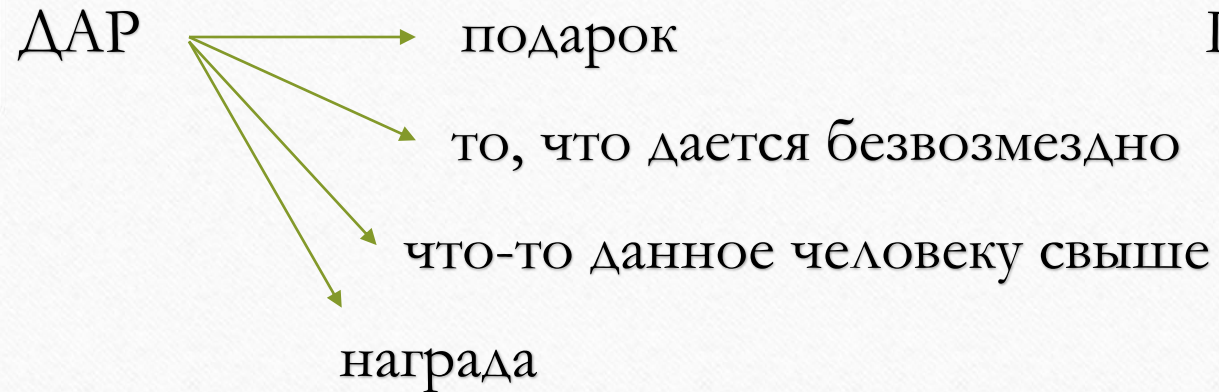 ДАР подарок
то, что дается безвозмездно
что-то данное человеку свыше
награда